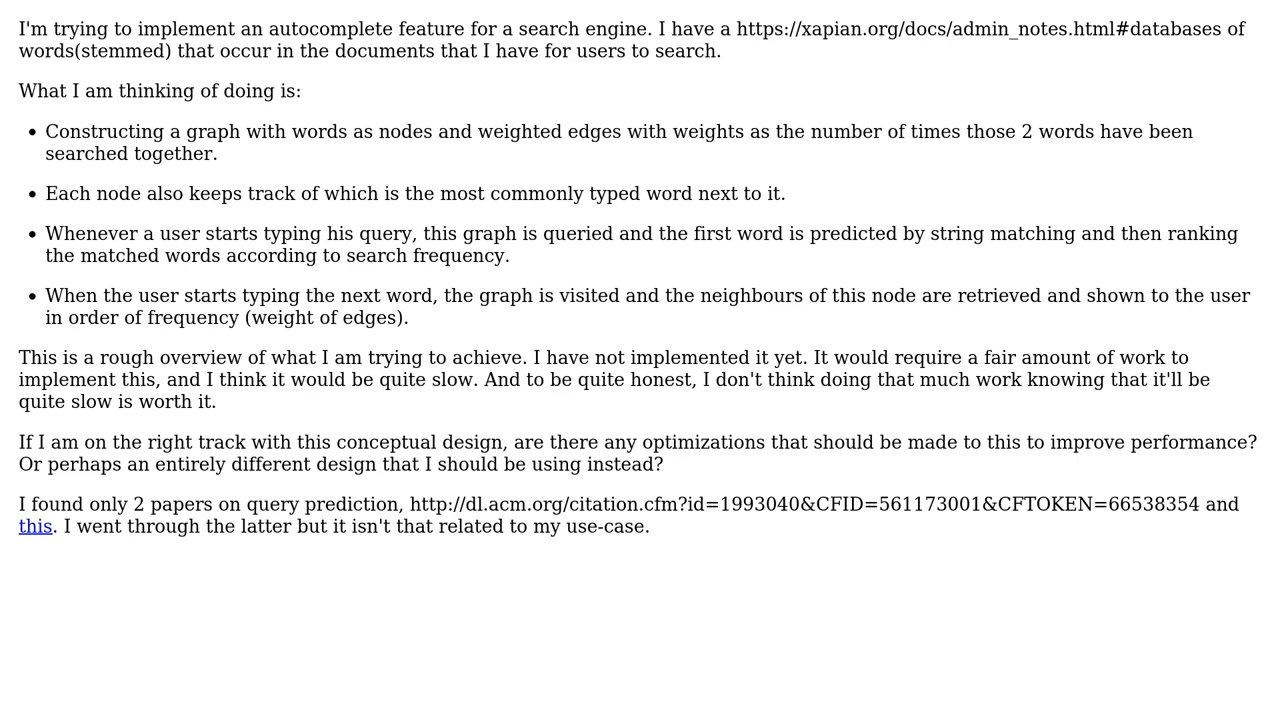 I'm trying to implement an autocomplete feature for a search engine. I have a https://xapian.org/docs/admin_notes.html#databases of
words(stemmed) that occur in the documents that I have for users to search.
What I am thinking of doing is:
• Constructing a graph with words as nodes and weighted edges with weights as the number of times those 2 words have been
searched together.
• Each node also keeps track of which is the most commonly typed word next to it.
• Whenever a user starts typing his query, this graph is queried and the first word is predicted by string matching and then ranking
the matched words according to search frequency.
• When the user starts typing the next word, the graph is visited and the neighbours of this node are retrieved and shown to the user
in order of frequency (weight of edges).
This is a rough overview of what I am trying to achieve. I have not implemented it yet. It would require a fair amount of work to
implement this, and I think it would be quite slow. And to be quite honest, I don't think doing that much work knowing that it'll be
quite slow is worth it.
If I am on the right track with this conceptual design, are there any optimizations that should be made to this to improve performance?
Or perhaps an entirely different design that I should be using instead?
I found only 2 papers on query prediction, http://dl.acm.org/citation.cfm?id=1993040&CFID=561173001&CFTOKEN=66538354 and
this. I went through the latter but it isn't that related to my use-case.